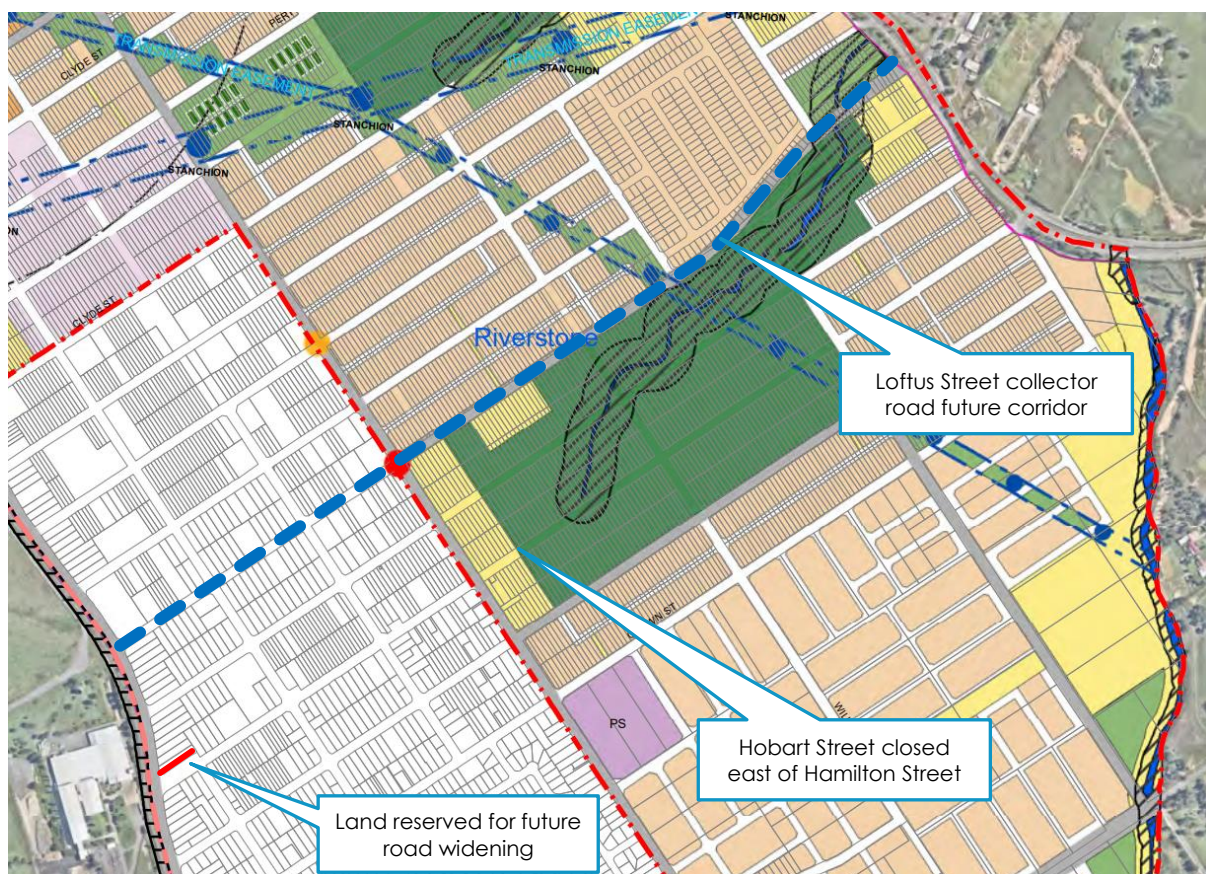 PERT
STANCHION
CLYDE ST
TRANSMISSION EASEMENT
TRANSMISSION EASEMENT
STANCHION
STANCHION
STANCHION
CLYDE ST
Riverstone
Loftus Street collector
road future corridor
PS
Hobart Street closed
east of Hamilton Street
Land reserved for future
road widening